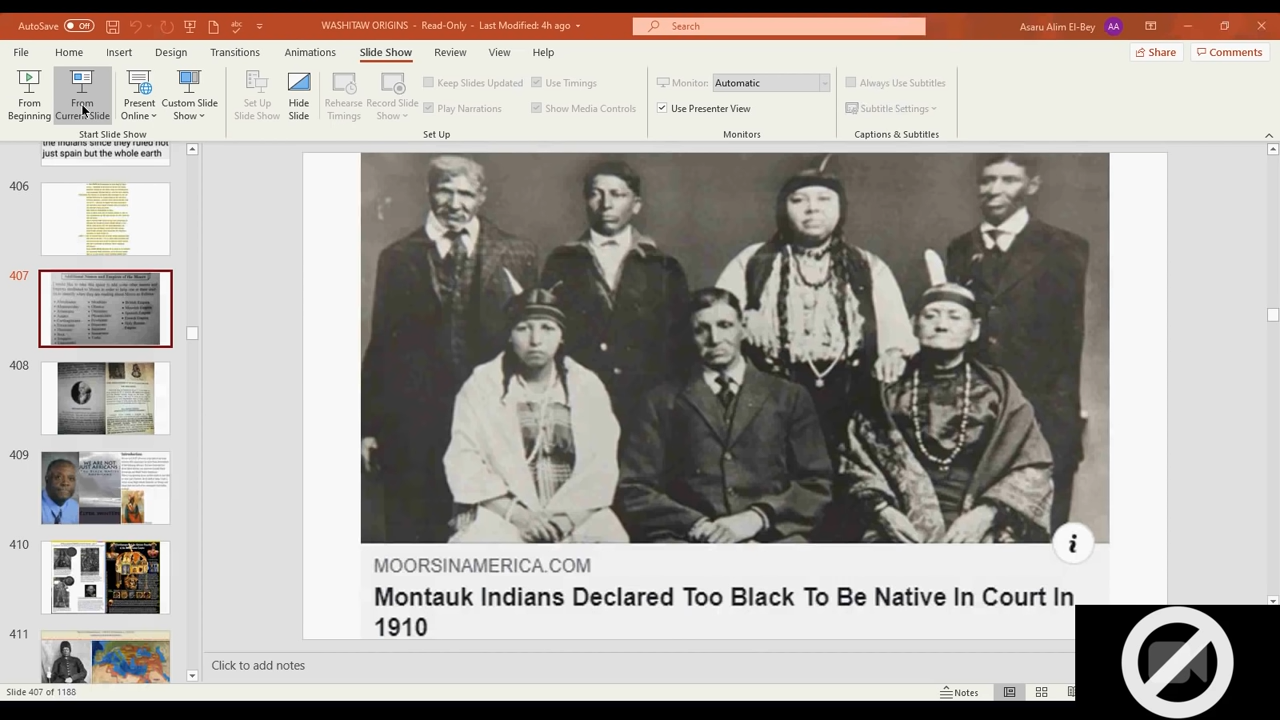 AutoSave Off
abc
WASHITAW ORIGINS - Read-Only - Last Modified: 4h ago
Search
Asaru Alim El-Bey AA
File Home Insert Design Transitions Animations Slide Show Review View Help
Share Comments
From Beginning
From Current Slide
Present Online
Custom Slide Show
Set Up Slide Show
Hide Slide
Rehearse Timings
Record Slide Show
Keep Slides Updated
Play Narrations
Use Timings
Show Media Controls
Monitor: Automatic
Use Presenter View
Always Use Subtitles
Subtitle Settings
Start Slide Show Set Up Monitors Captions & Subtitles
the Indians since they ruled not
just spain but the whole earth
406
407
408
409
410
411
i
MOORSINAMERICA.COM
Montauk Indians Declared Too Black To Be Native In Court In
1910
Click to add notes
Slide 407 of 1188
Notes